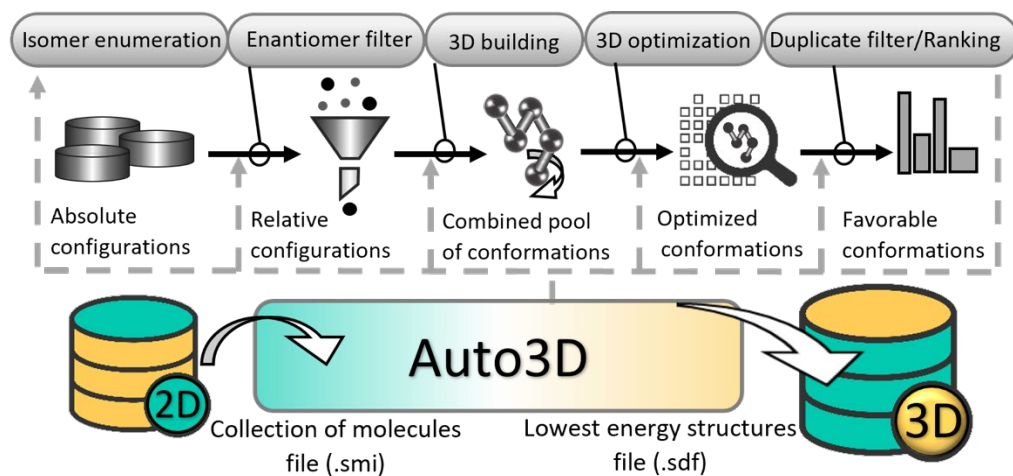 Isomer enumeration
Enantiomer filter
3D building
3D optimization
Duplicate filter/Ranking
Absolute
configurations
Relative
configurations
Combined pool
of conformations
Optimized
conformations
Favorable
conformations
2D
Auto3D
3D
Collection of molecules
file (.smi)
Lowest energy structures
file (.sdf)